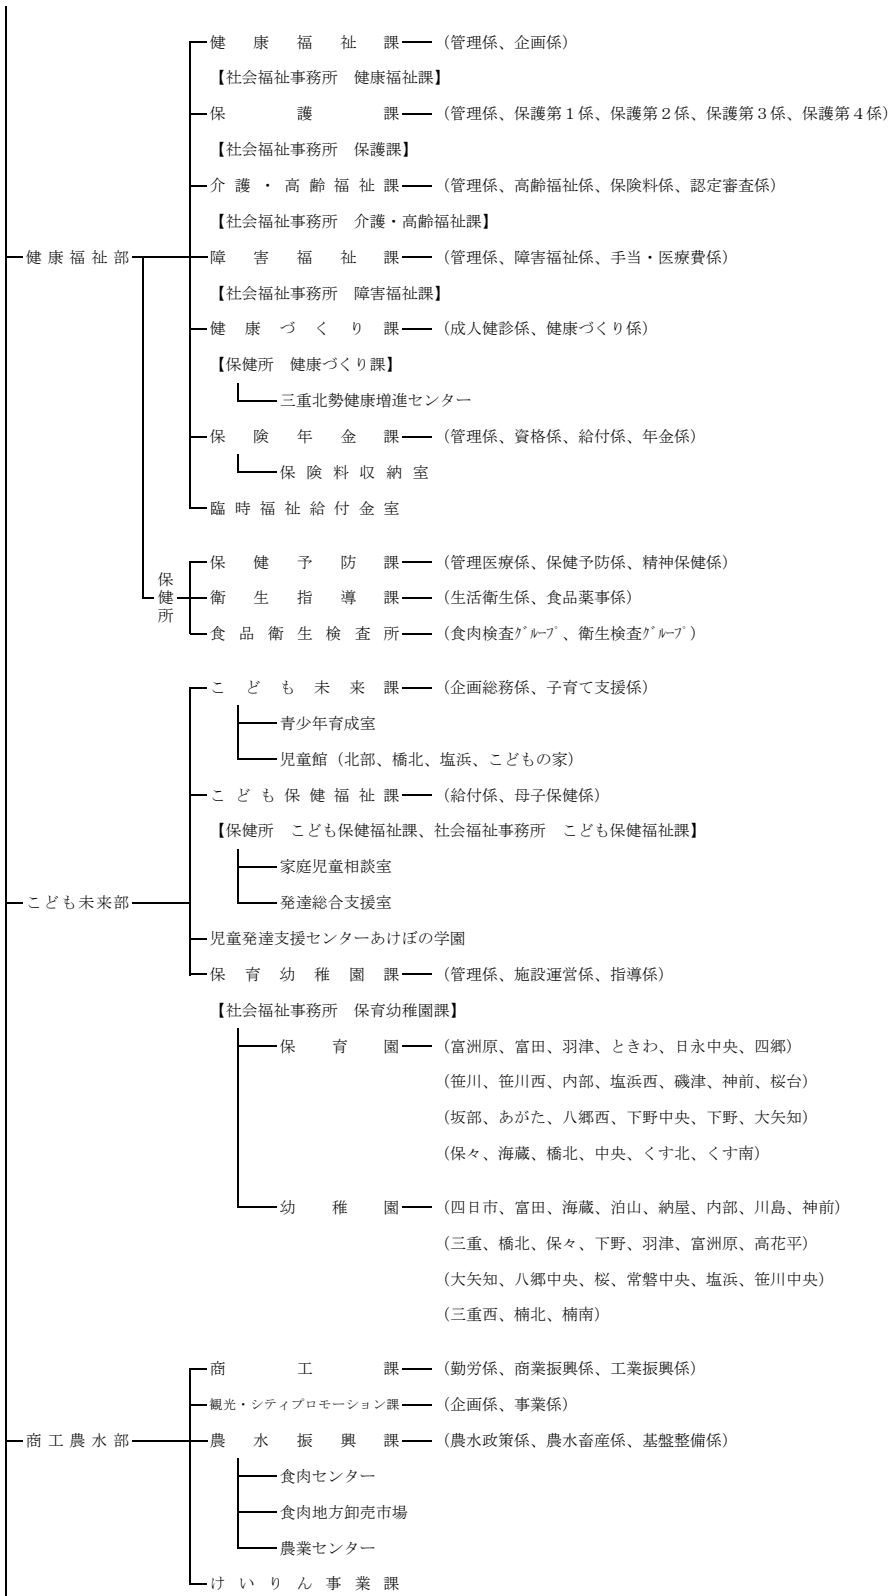 健康福祉課 （管理係、企画係）
【社会福祉事務所　健康福祉課】
保護課 （管理係、保護第１係、保護第２係、保護第３係、保護第４係）
【社会福祉事務所　保護課】
介護・高齢福祉課 （管理係、高齢福祉係、保険料係、認定審査係）
【社会福祉事務所　介護・高齢福祉課】
健康福祉部 障害福祉課 （管理係、障害福祉係、手当・医療費係）
【社会福祉事務所　障害福祉課】
健康づくり課 （成人健診係、健康づくり係）
【保健所　健康づくり課】
三重北勢健康増進センター
保険年金課 （管理係、資格係、給付係、年金係）
保険料収納室
臨時福祉給付金室
保健予防課 （管理医療係、保健予防係、精神保健係）
保健所 衛生指導課 （生活衛生係、食品薬事係）
食品衛生検査所 （食肉検査ｸﾞﾙｰﾌﾟ、衛生検査ｸﾞﾙｰﾌﾟ）
こども未来課 （企画総務係、子育て支援係）
青少年育成室
児童館（北部、橋北、塩浜、こどもの家）
こども保健福祉課 （給付係、母子保健係）
【保健所　こども保健福祉課、社会福祉事務所　こども保健福祉課】
家庭児童相談室
こども未来部 発達総合支援室
児童発達支援センターあけぼの学園
保育幼稚園課 （管理係、施設運営係、指導係）
【社会福祉事務所　保育幼稚園課】
保育園 （富洲原、富田、羽津、ときわ、日永中央、四郷）
（笹川、笹川西、内部、塩浜西、磯津、神前、桜台）
（坂部、あがた、八郷西、下野中央、下野、大矢知）
（保々、海蔵、橋北、中央、くす北、くす南）
幼稚園 （四日市、富田、海蔵、泊山、納屋、内部、川島、神前）
（三重、橋北、保々、下野、羽津、富洲原、高花平）
（大矢知、八郷中央、桜、常磐中央、塩浜、笹川中央）
（三重西、楠北、楠南）
商工課 （勤労係、商業振興係、工業振興係）
観光・シティプロモーション課 （企画係、事業係）
商工農水部 農水振興課 （農水政策係、農水畜産係、基盤整備係）
食肉センター
食肉地方卸売市場
農業センター
けいりん事業課